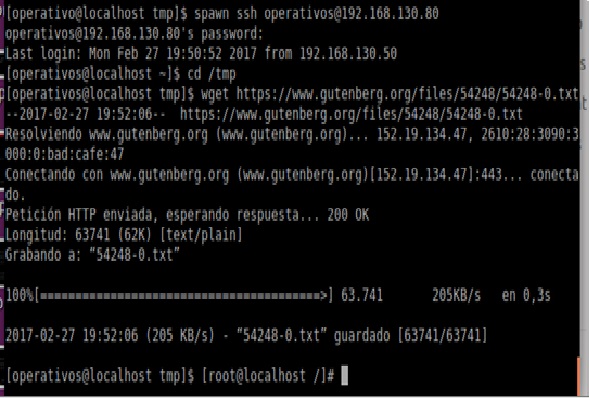 [operativo@localhost tmp]$ spawn ssh operativos@192.168.130.80
operativos@192.168.130.80's password:
Last login: Mon Feb 27 19:50:52 2017 from 192.168.130.50
[operativos@localhost ~]$ cd /tmp
[operativos@localhost tmp]$ wget https://www.gutenberg.org/files/54248/54248-0.txt
--2017-02-27 19:52:06--  https://www.gutenberg.org/files/54248/54248-0.txt
Resolviendo www.gutenberg.org (www.gutenberg.org)... 152.19.134.47, 2610:28:3090:3
000:0:bad:cafe:47
Conectando con www.gutenberg.org (www.gutenberg.org)[152.19.134.47]:443... conecta
do.
Petición HTTP enviada, esperando respuesta... 200 OK
Longitud: 63741 (62K) [text/plain]
Grabando a: “54248-0.txt”
100%[======================================>] 63.741      205KB/s   en 0,3s
2017-02-27 19:52:06 (205 KB/s) - “54248-0.txt” guardado [63741/63741]
[operativos@localhost tmp]$ [root@localhost /]#